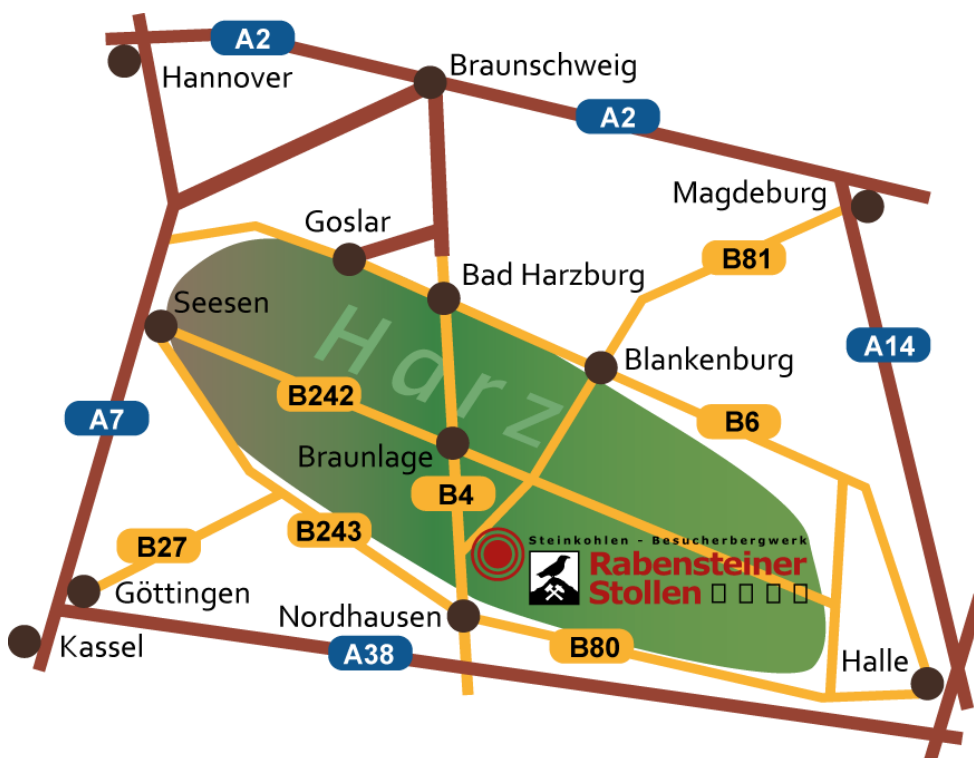 A2
Hannover
Braunschweig
A2
Magdeburg
Goslar
B81
Bad Harzburg
Seesen
Harz
A14
Blankenburg
B242
A7
B6
Braunlage
B4
B243
Steinkohlen - Besucherbergwerk
B27
Rabensteiner
Stollen
Göttingen
Nordhausen
Kassel
A38
B80
Halle